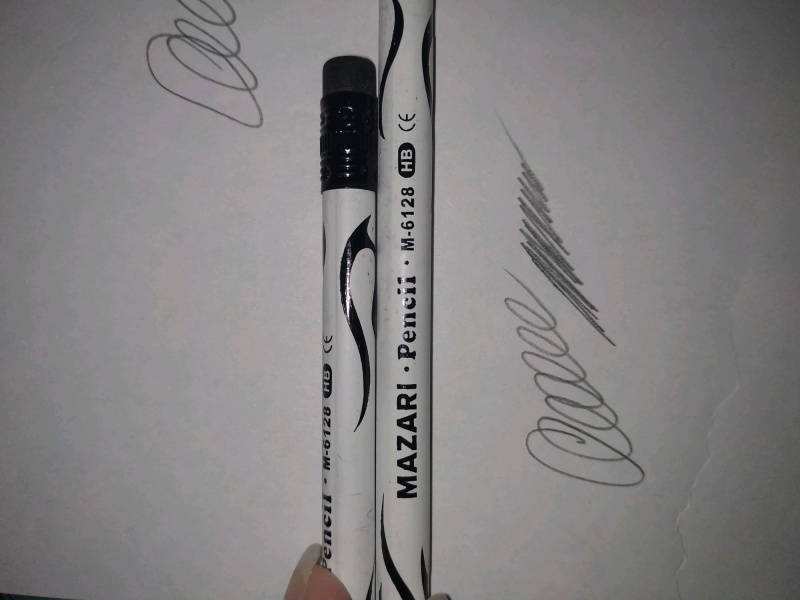 MAZARI · Pencil · M-6128 HB CE
Pencil · M-6128 HB CE